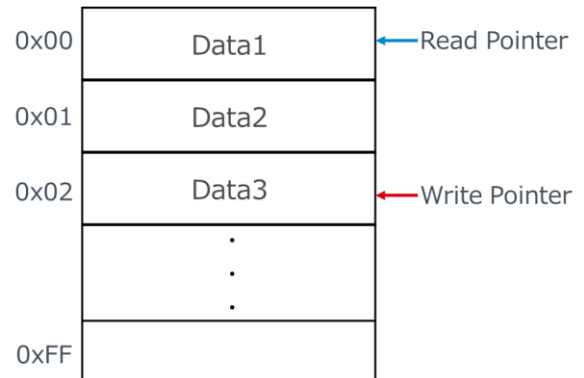 0x00 Data1 Read Pointer
0x01 Data2
0x02 Data3 Write Pointer
0xFF